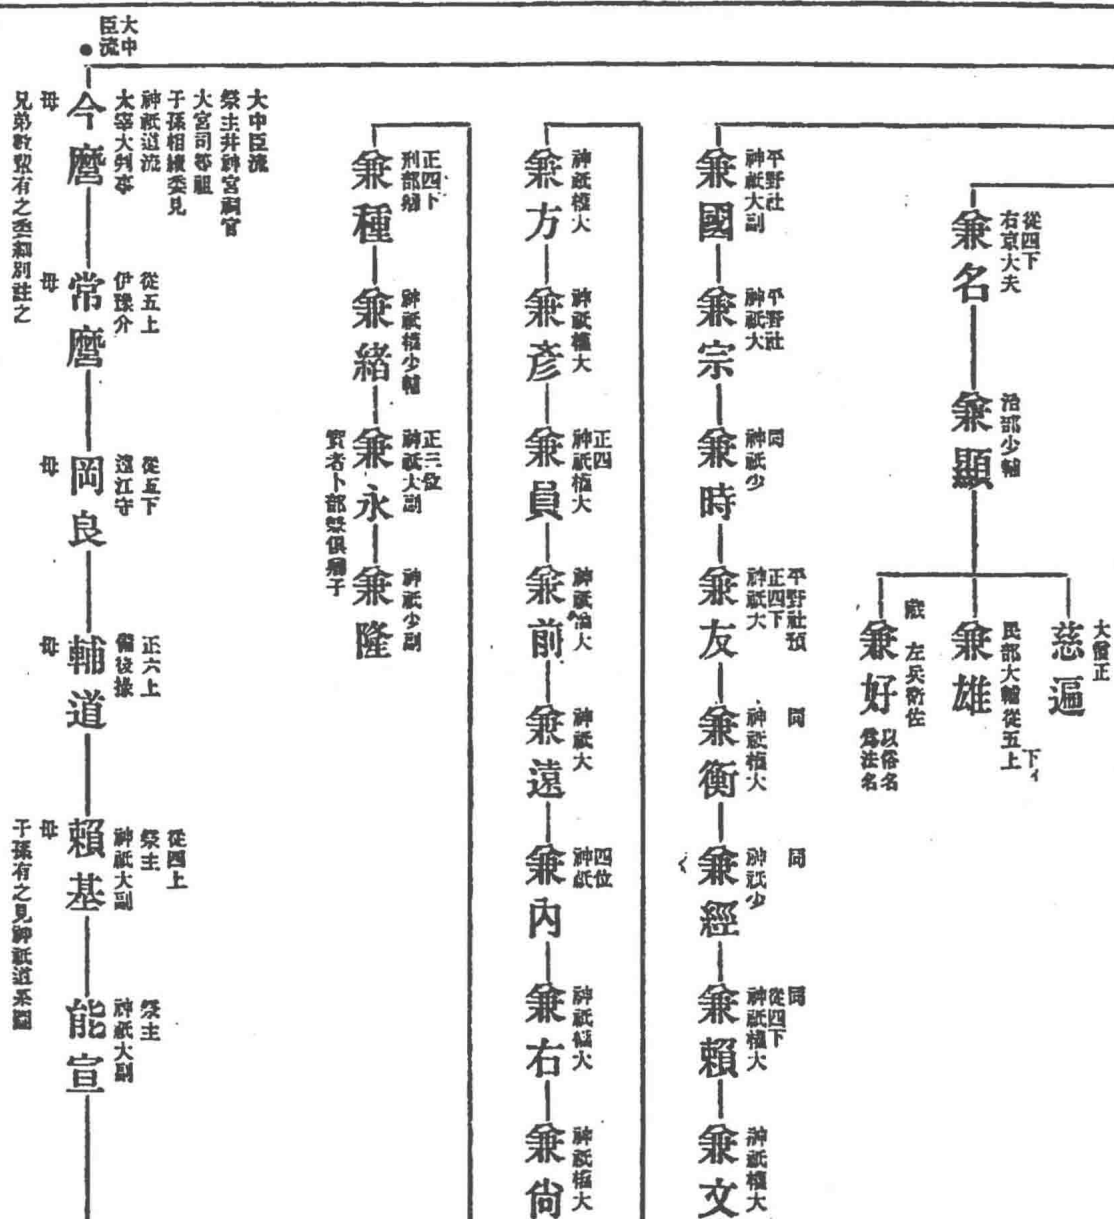 兼名
從四下
右京大夫
兼顯
治部少輔
慈遍
大僧正
兼雄
民部大輔從五上
下イ
兼好
左兵衛佐
以俗名
爲法名
兼國
平野社
神祇大副
兼宗
平野社
神祇大
兼時
同
神祇少
兼友
平野社預
正四下
神祇大
兼衡
同
神祇權大
兼經
同
神祇少
兼賴
同
從四下
神祇權大
兼文
神祇權大
兼方
神祇權大
兼彥
神祇權大
兼員
正四
神祇權大
兼前
神祇權大
兼遠
神祇大
兼內
四位
神祇
兼右
神祇權大
兼尙
神祇權大
兼種
正四下
刑部
兼緒
神祇權少輔
兼永
正三位
神祇大副
實者卜部兼俱子
兼隆
神祇少副
大中
臣流
大中臣流
祭主幷神宮祠官
大宮司等祖
子孫相續委見
神祇道流
今麿
太宰大判事
母
兄弟數輩有之委細別註之
常麿
從五上
伊豫介
母
岡良
從五下
遠江守
母
輔道
正六上
備後掾
母
賴基
從四上
祭主
神祇大副
母
子孫有之見神祇道系圖
能宣
祭主
神祇大副